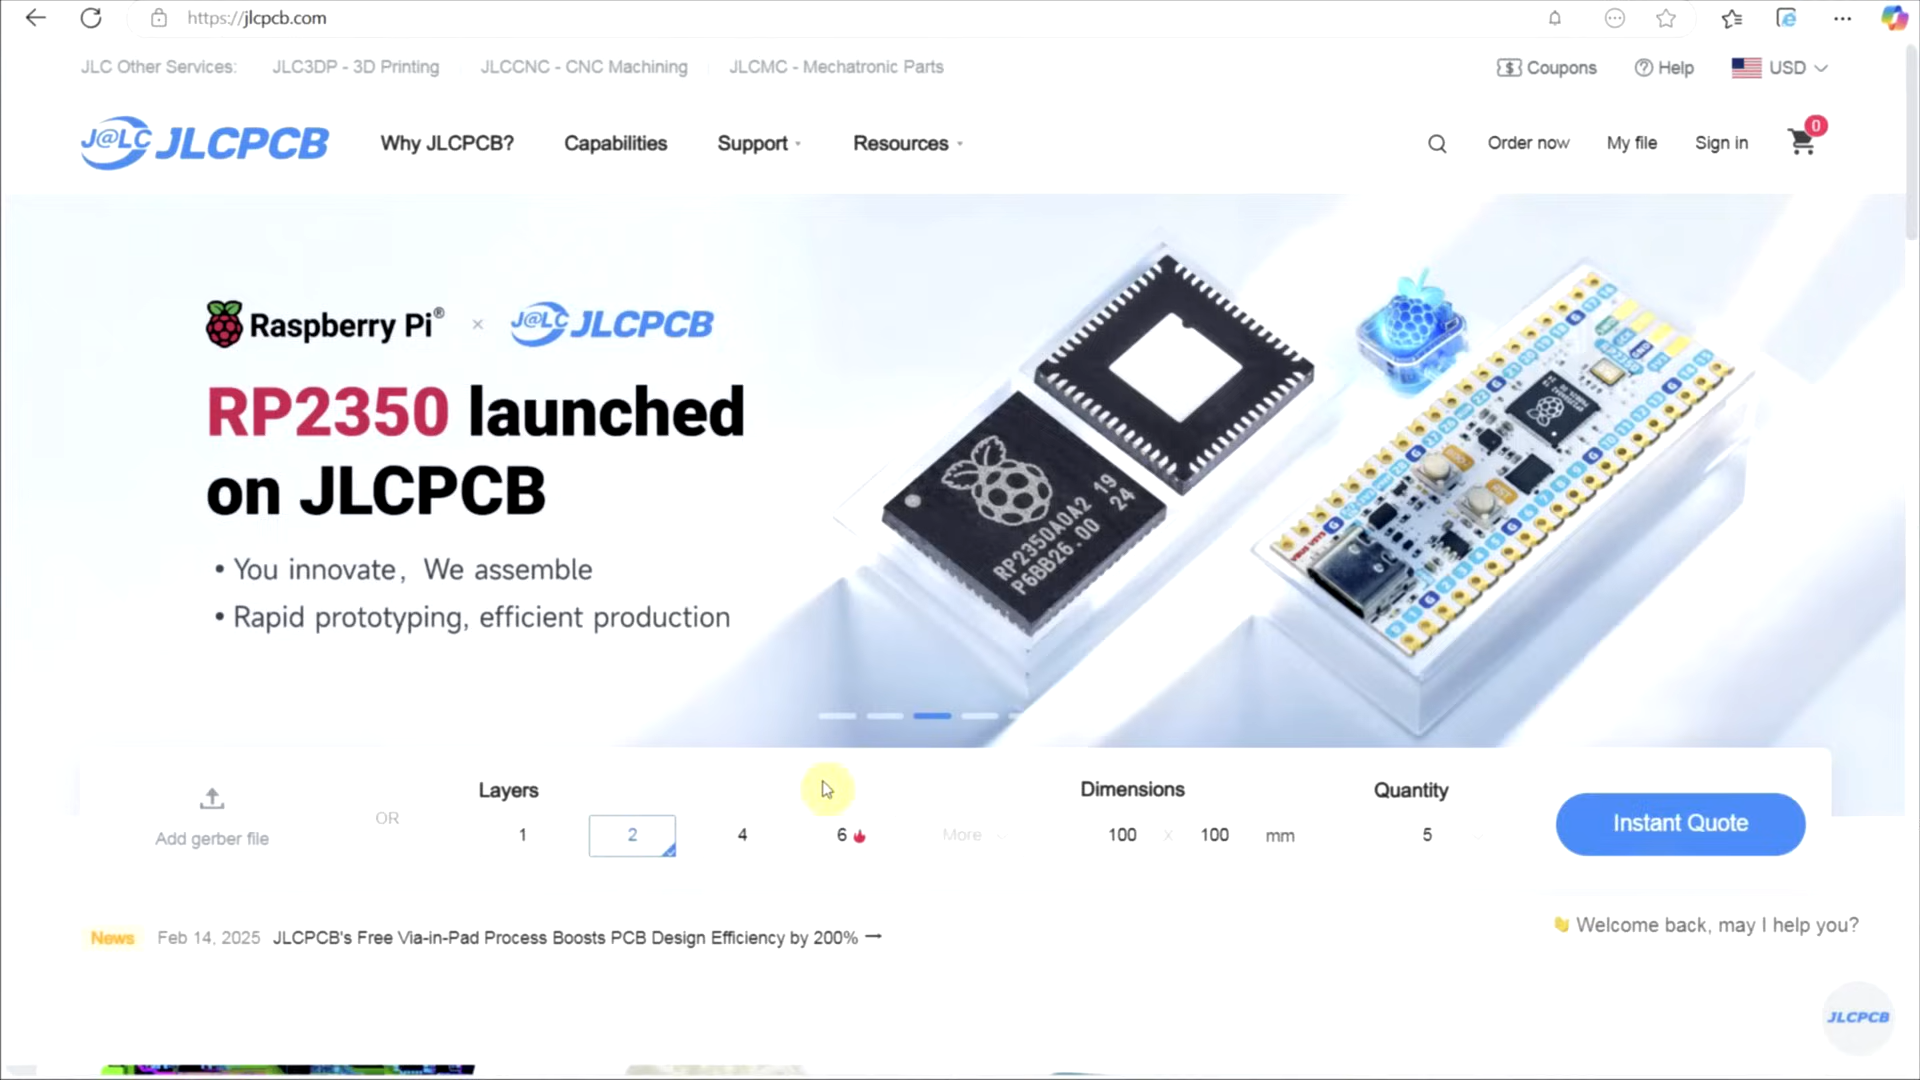 https://jlcpcb.com
JLC Other Services:
JLC3DP - 3D Printing
JLCCNC - CNC Machining
JLCMC - Mechatronic Parts
Coupons
Help
USD
J@LC JLCPCB
Why JLCPCB?
Capabilities
Support
Resources
Order now
My file
Sign in
0
Raspberry Pi® × J@LC JLCPCB
RP2350 launched
on JLCPCB
• You innovate, We assemble
• Rapid prototyping, efficient production
RP2350A0A2 19
P6BB26.00 24
Add gerber file
OR
Layers
1
2
4
6
More
Dimensions
100 × 100 mm
Quantity
5
Instant Quote
News Feb 14, 2025 JLCPCB's Free Via-in-Pad Process Boosts PCB Design Efficiency by 200% →
Welcome back, may I help you?
JLCPCB